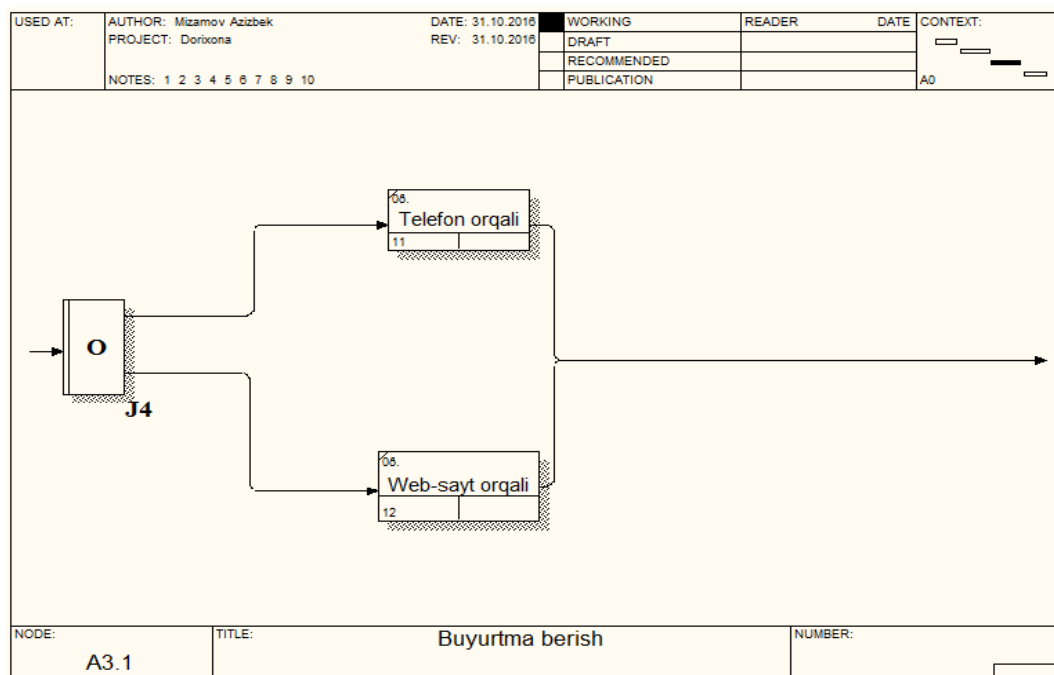 USED AT:
AUTHOR: Mizamov Azizbek
DATE: 31.10.2016
PROJECT: Dorixona
REV: 31.10.2016
NOTES: 1 2 3 4 5 6 7 8 9 10
WORKING
DRAFT
RECOMMENDED
PUBLICATION
READER
DATE
CONTEXT:
A0
0ß.
Telefon orqali
11
O
J4
0ß.
Web-sayt orqali
12
NODE:
A3.1
TITLE:
Buyurtma berish
NUMBER: